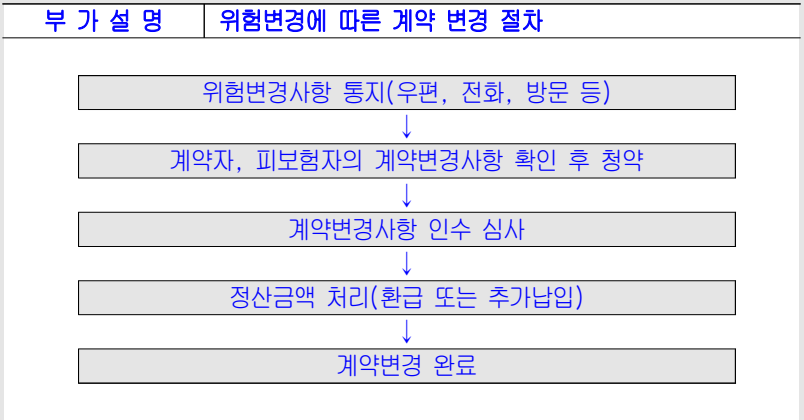 부 가 설 명 위험변경에 따른 계약 변경 절차
위험변경사항 통지(우편, 전화, 방문 등)
↓
계약자, 피보험자의 계약변경사항 확인 후 청약
↓
계약변경사항 인수 심사
↓
정산금액 처리(환급 또는 추가납입)
↓
계약변경 완료